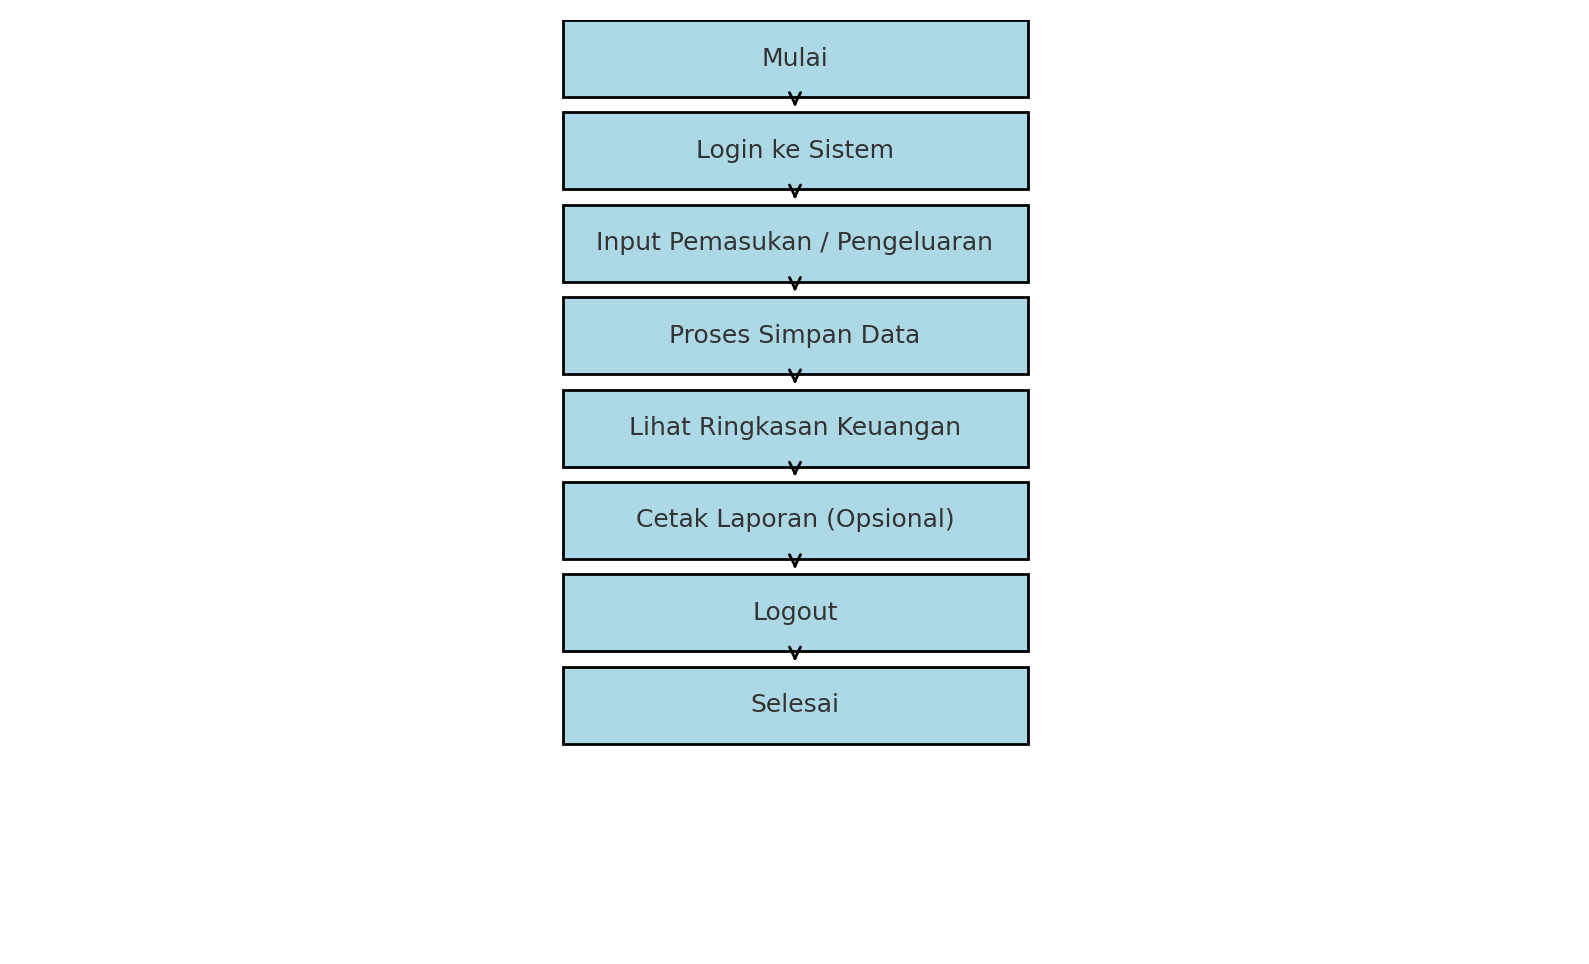 Mulai
Login ke Sistem
Input Pemasukan / Pengeluaran
Proses Simpan Data
Lihat Ringkasan Keuangan
Cetak Laporan (Opsional)
Logout
Selesai